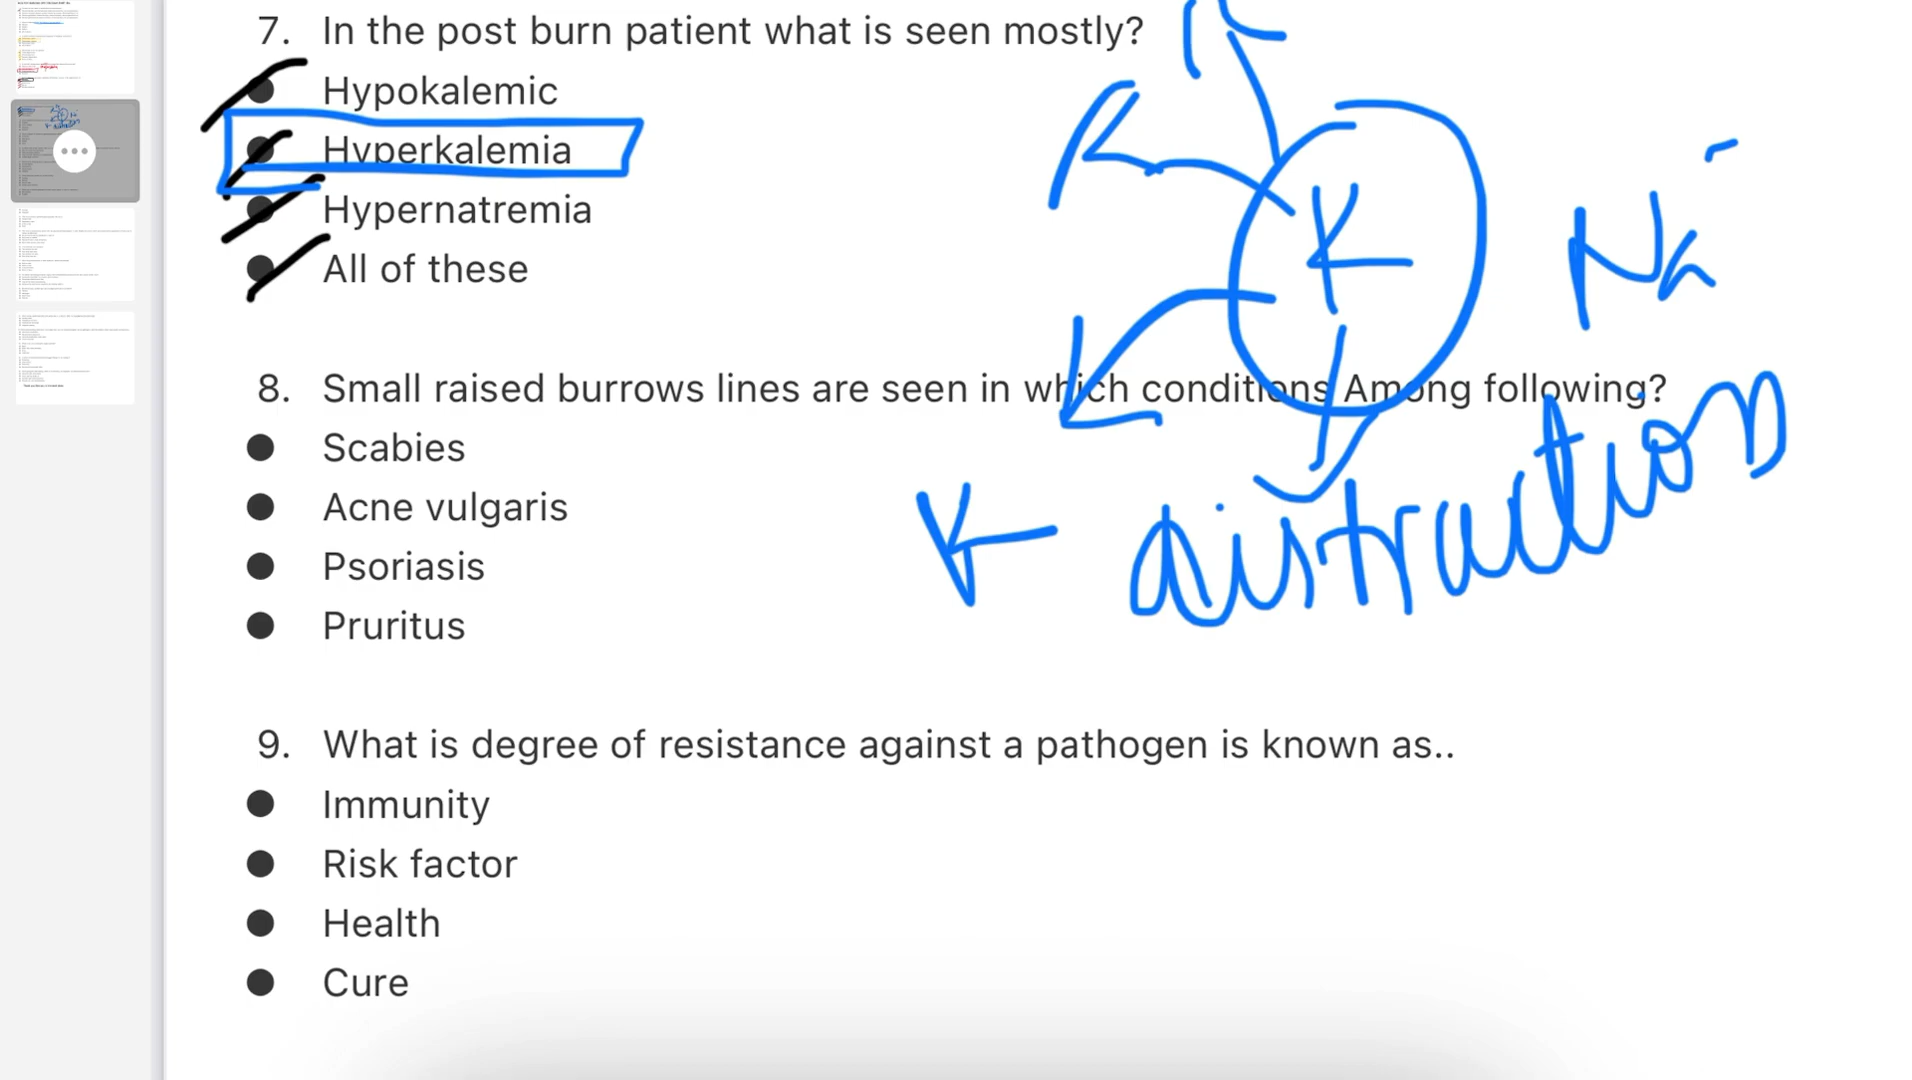 7. In the post burn patient what is seen mostly?
Hypokalemic
Hyperkalemia
Hypernatremia
All of these
K
Na
8. Small raised burrows lines are seen in which conditions Among following?
Scabies
Acne vulgaris
K distruction
Psoriasis
Pruritus
9. What is degree of resistance against a pathogen is known as..
Immunity
Risk factor
Health
Cure